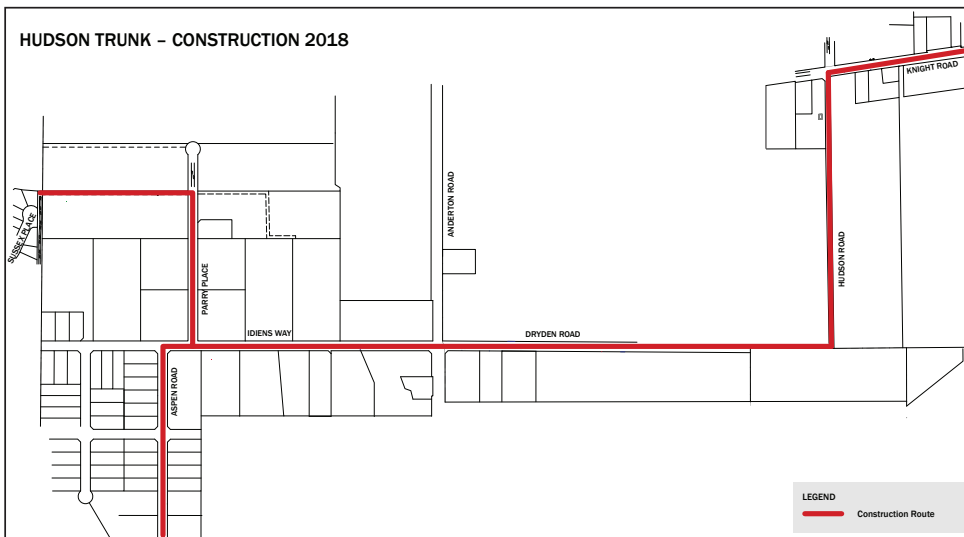 HUDSON TRUNK – CONSTRUCTION 2018
KNIGHT ROAD
ANDERTON ROAD
SUSSEX PLACE
HUDSON ROAD
PARRY PLACE
IDIENS WAY
DRYDEN ROAD
ASPEN ROAD
LEGEND
Construction Route